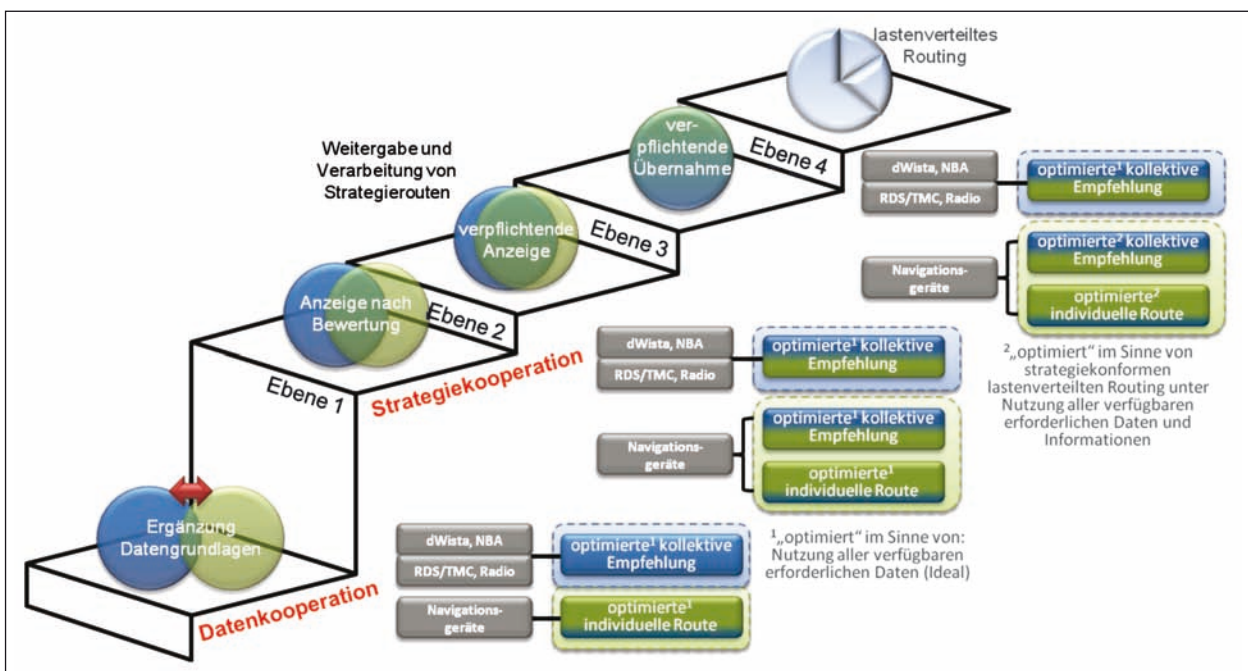 lastenverteiltes
Routing
Weitergabe und
Verarbeitung von
Strategierouten
ver-
pflichtende
Übernahme
Ebene 4
verpflichtende
Anzeige
Ebene 3
Anzeige nach
Bewertung
Ebene 2
Ebene 1
Strategiekooperation
Ergänzung
Datengrundlagen
Datenkooperation
dWista, NBA
RDS/TMC, Radio
optimierte¹ kollektive
Empfehlung
Navigations-
geräte
optimierte² kollektive
Empfehlung
optimierte²
individuelle Route
²„optimiert“ im Sinne von
strategiekonformen
lastenverteilten Routing unter
Nutzung aller verfügbaren
erforderlichen Daten und
Informationen
dWista, NBA
RDS/TMC, Radio
optimierte¹ kollektive
Empfehlung
Navigations-
geräte
optimierte¹ kollektive
Empfehlung
optimierte¹
individuelle Route
¹„optimiert“ im Sinne von:
Nutzung aller verfügbaren
erforderlichen Daten (Ideal)
dWista, NBA
RDS/TMC, Radio
optimierte¹ kollektive
Empfehlung
Navigations-
geräte
optimierte¹
individuelle Route